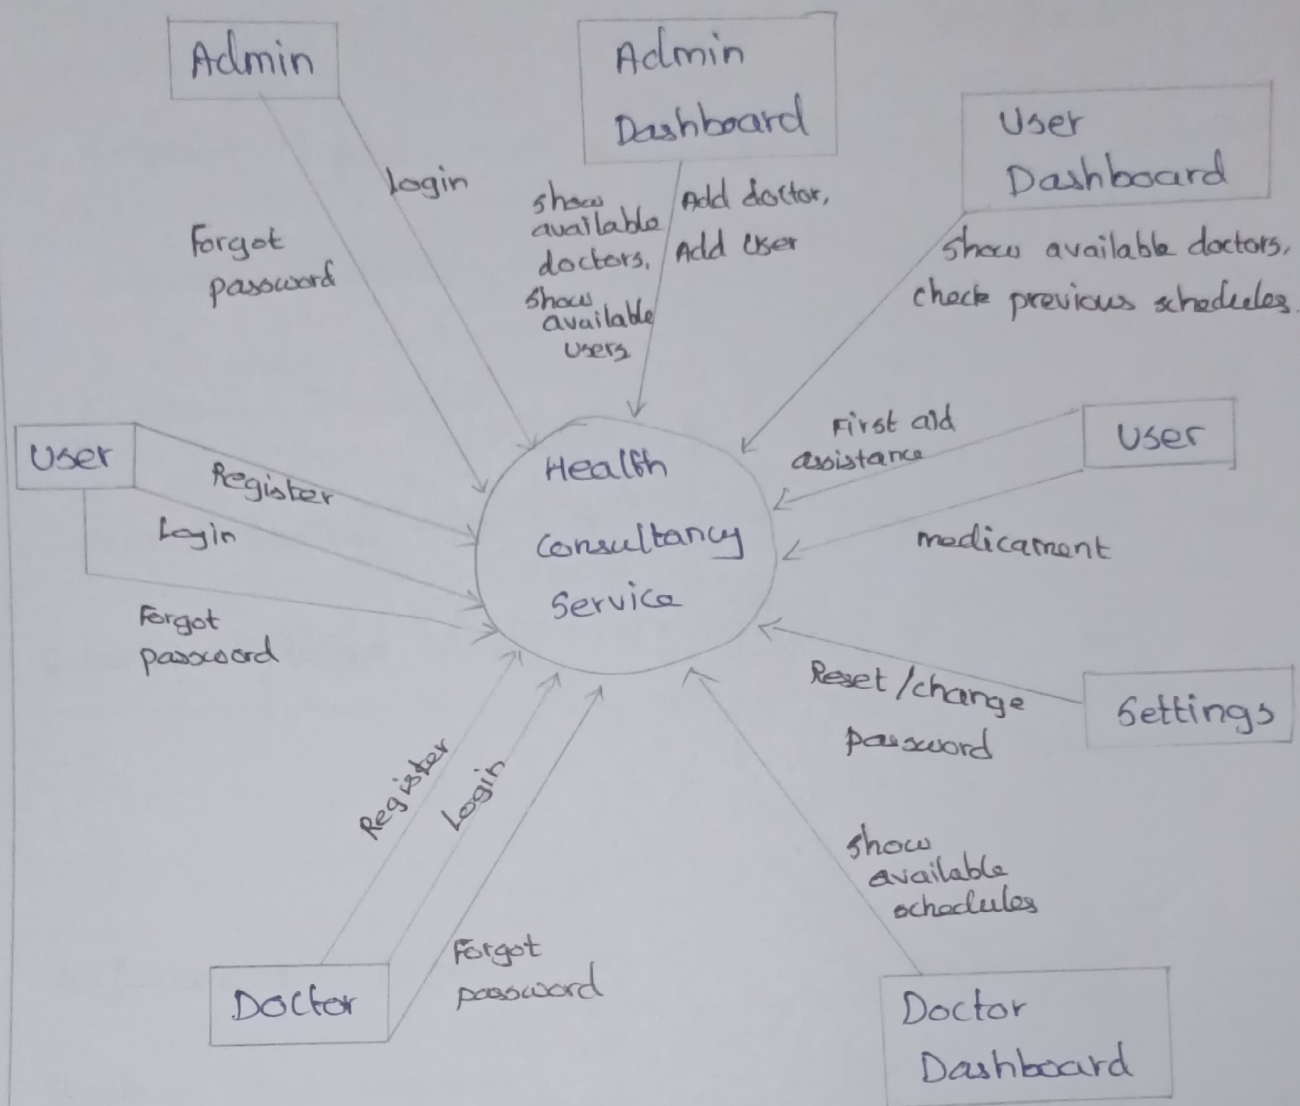 Admin
Admin
Dashboard
User
Dashboard
Login
Forgot
password
show
available
doctors,
show
available
users
Add doctor,
Add User
show available doctors,
check previous schedules.
User
Register
Login
Forgot
password
Health
Consultancy
Service
First aid
assistance
User
medicament
Reset/change
password
Settings
Register
Login
Forgot
password
show
available
schedules
Doctor
Doctor
Dashboard